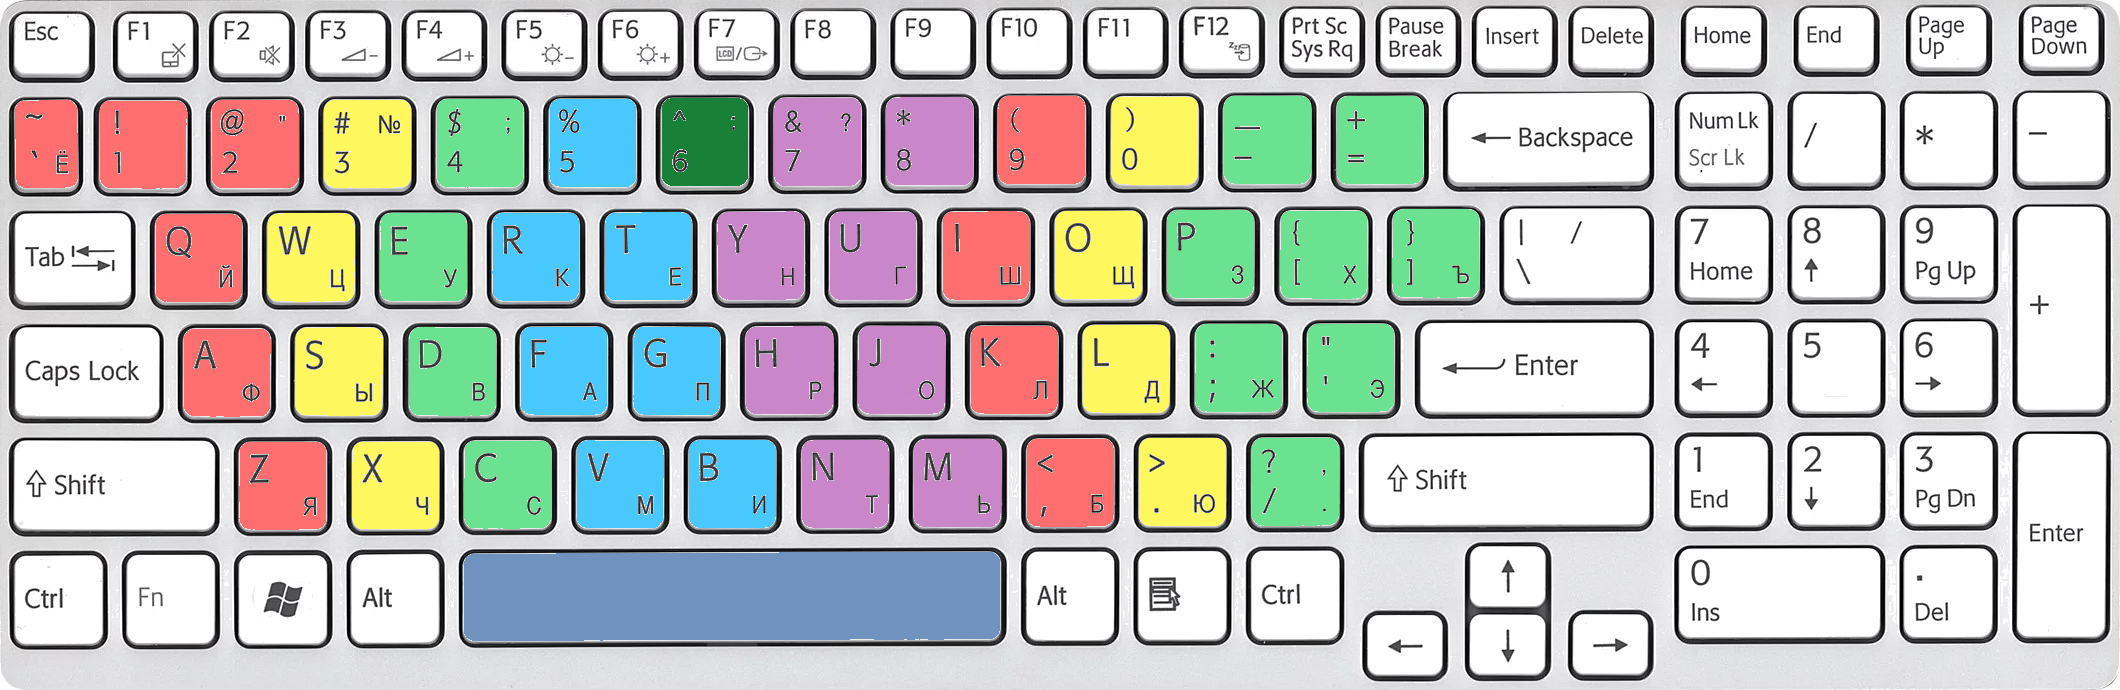 Esc F1 F2 F3 F4 F5 F6 F7 F8 F9 F10 F11 F12 Prt Sc Pause Insert Delete Home End Page Page
Sys Rq Break Up Down
LCD
~ ! @ " # № $ ; % ^ : & ? * ( ) _ + ← Backspace Num Lk / * −
` Ё 1 2 3 4 5 6 7 8 9 0 - = Scr Lk
Tab Q W E R T Y U I O P { } | / 7 8 9 +
Й Ц У К Е Н Г Ш Щ З [ Х ] Ъ \ Home ↑ Pg Up
Caps Lock A S D F G H J K L : " Enter 4 5 6
Ф Ы В А П Р О Л Д ; Ж ' Э ← →
Shift Z X C V B N M < > ? , Shift 1 2 3 Enter
Я Ч С М И Т Ь , Б . Ю / . End ↓ Pg Dn
Ctrl Fn Alt Alt Ctrl ↑ 0 .
Ins Del
← ↓ →